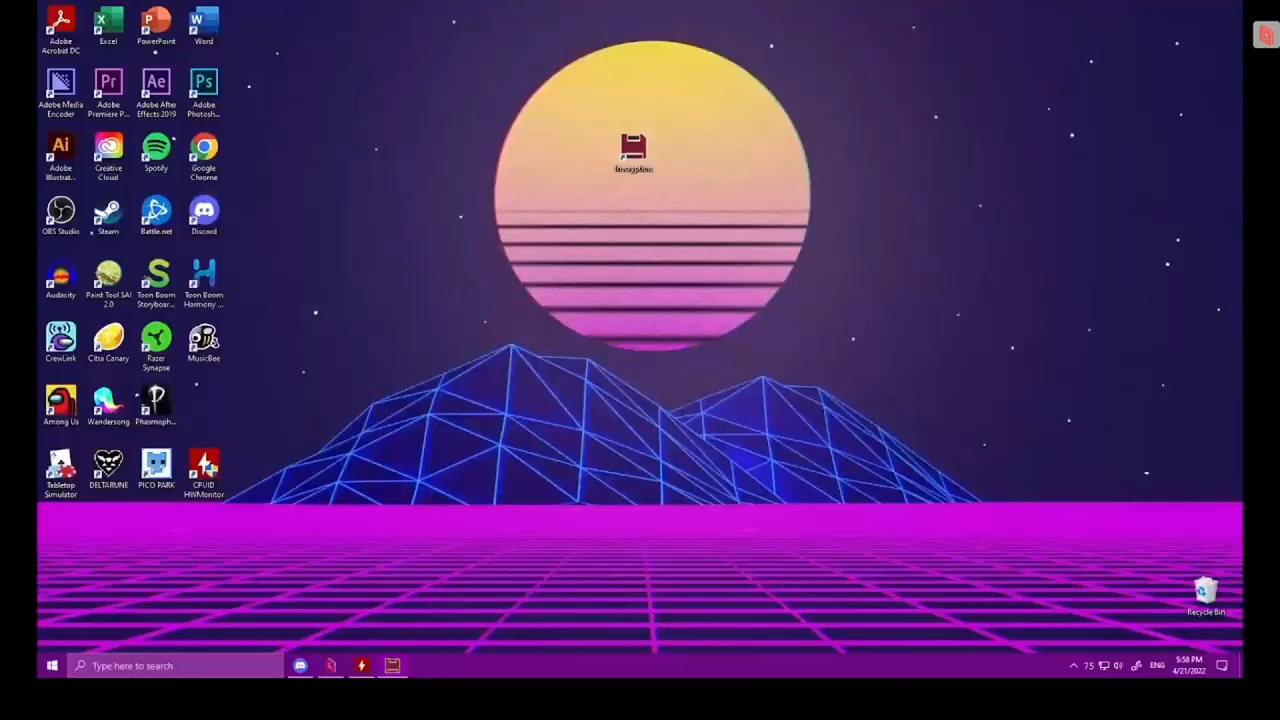 Adobe
Acrobat DC
Excel
PowerPoint
Word
Adobe Media
Encoder
Adobe
Premiere P...
Adobe After
Effects 2019
Adobe
Photosh...
Adobe
Illustrat...
Creative
Cloud
Spotify
Google
Chrome
OBS Studio
Steam
Battle.net
Discord
Audacity
Paint Tool SAI
2.0
Toon Boom
Storyboar...
Toon Boom
Harmony ...
CrewLink
Citra Canary
Razer
Synapse
MusicBee
Among Us
Wandersong
Phasmoph...
Tabletop
Simulator
DELTARUNE
PICO PARK
CPUID
HWMonitor
Inscryption
Recycle Bin
Type here to search
75
ENG
5:58 PM
4/21/2022